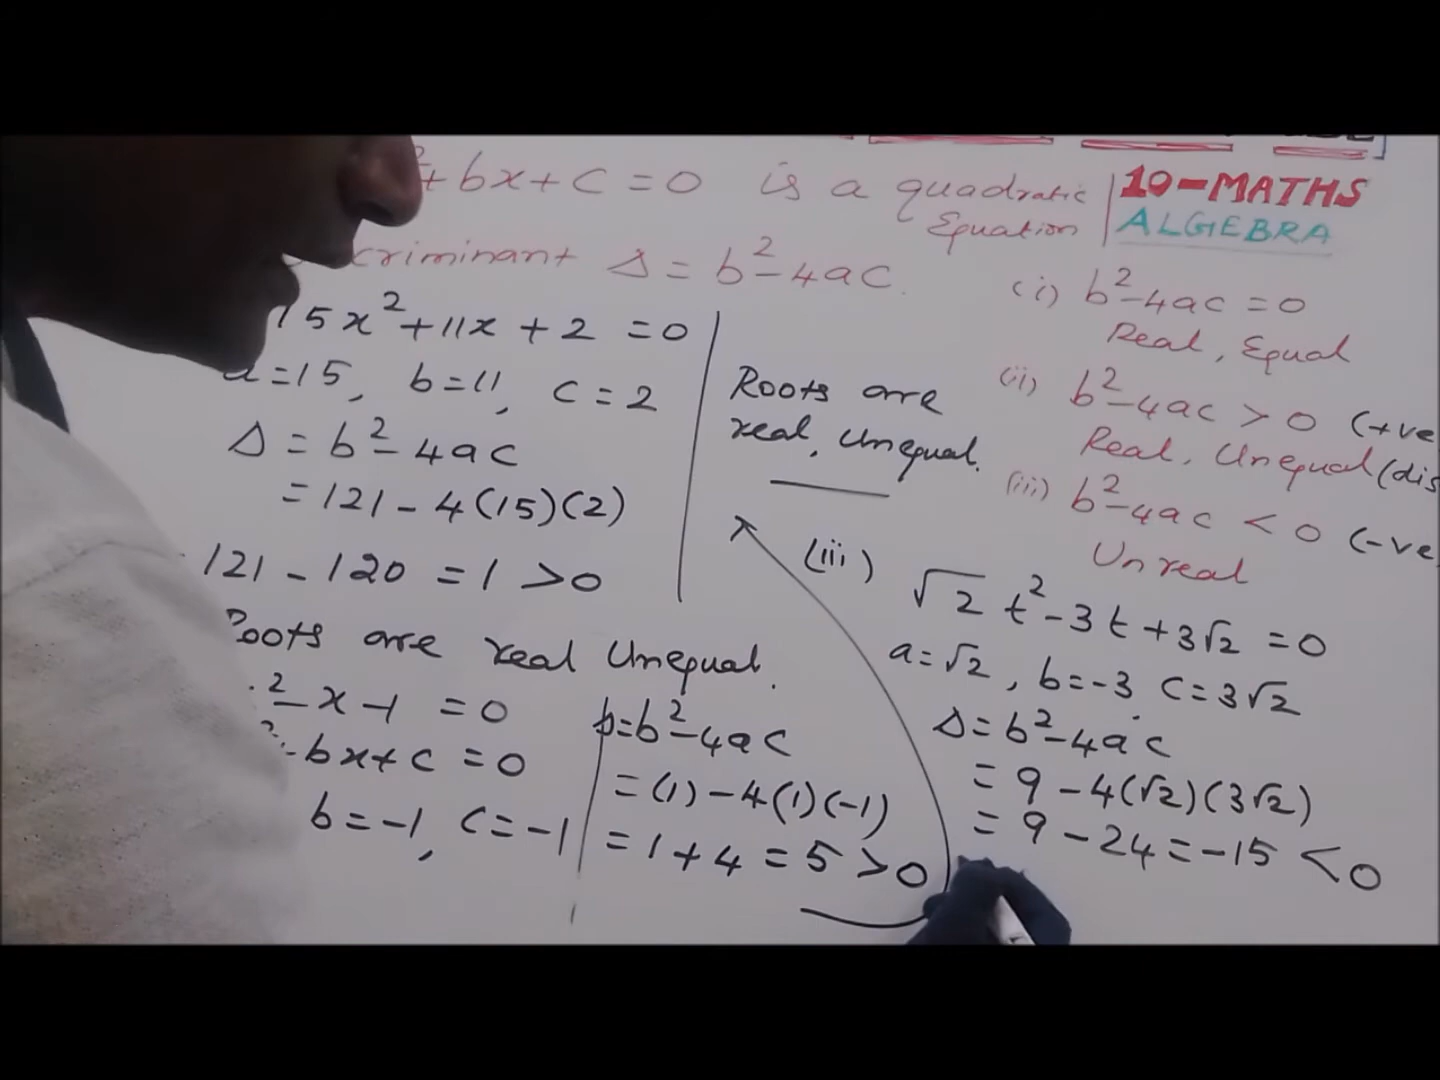 +bx+c=0 is a quadratic Equation
10-MATHS
ALGEBRA
criminant Δ = b²-4ac.
15x²+11x+2 =0
a=15, b=11, c=2
Δ = b²-4ac
=121-4(15)(2)
121-120 =1 >0
Roots are real Unequal.
Roots are
real, Unequal.
(i) b²-4ac =0
Real, Equal
(ii) b²-4ac >0 (+ve
Real, Unequal (dis
(iii) b²-4ac <0 (-ve
Unreal
²-x-1 =0
bx+c =0
b=-1, c=-1
Δ=b²-4ac
=(1)-4(1)(-1)
=1+4=5>0
(iii)
√2 t²-3t+3√2 =0
a=√2, b=-3 c=3√2
Δ=b²-4ac
= 9-4(√2)(3√2)
= 9-24=-15 <0